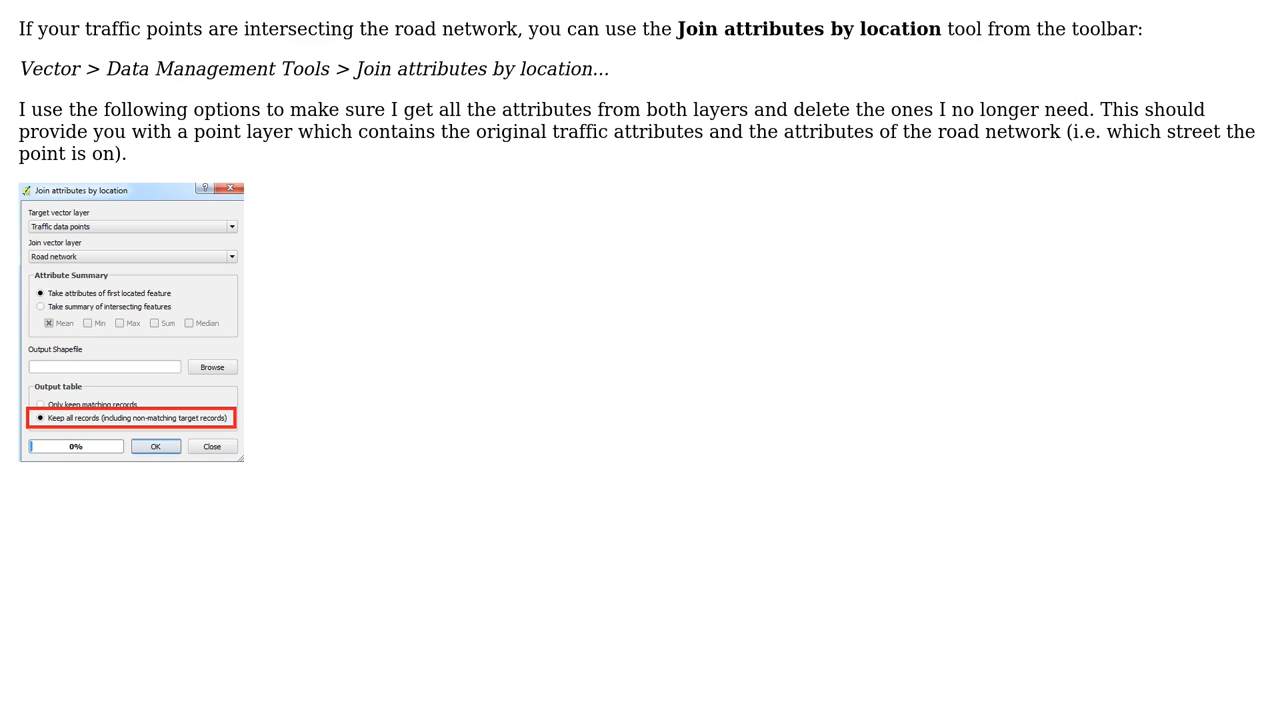 If your traffic points are intersecting the road network, you can use the Join attributes by location tool from the toolbar:
Vector > Data Management Tools > Join attributes by location...
I use the following options to make sure I get all the attributes from both layers and delete the ones I no longer need. This should
provide you with a point layer which contains the original traffic attributes and the attributes of the road network (i.e. which street the
point is on).
Join attributes by location
Target vector layer
Traffic data points
Join vector layer
Road network
Attribute Summary
Take attributes of first located feature
Take summary of intersecting features
Mean Min Max Sum Median
Output Shapefile
Browse
Output table
Only keep matching records
Keep all records (including non-matching target records)
0% OK Close